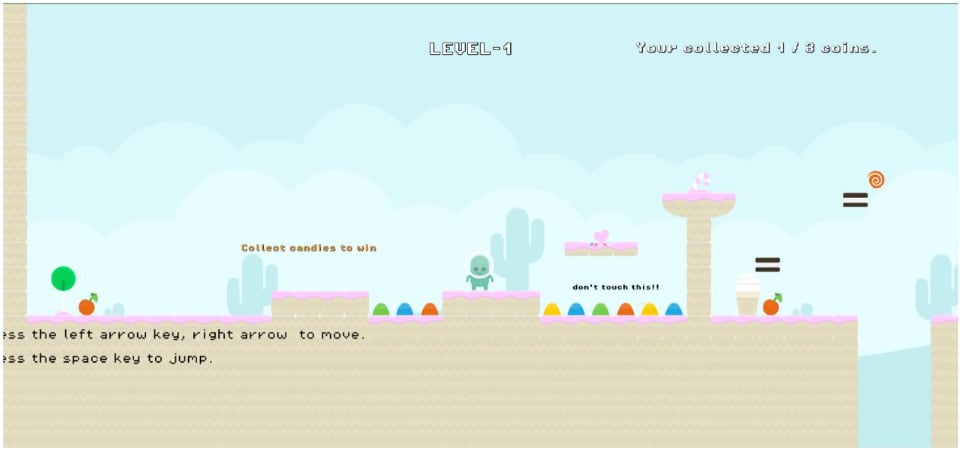 LEVEL-1
Your collected 1 / 3 coins.
Collect candies to win
don't touch this!!
ess the left arrow key, right arrow to move.
ess the space key to jump.